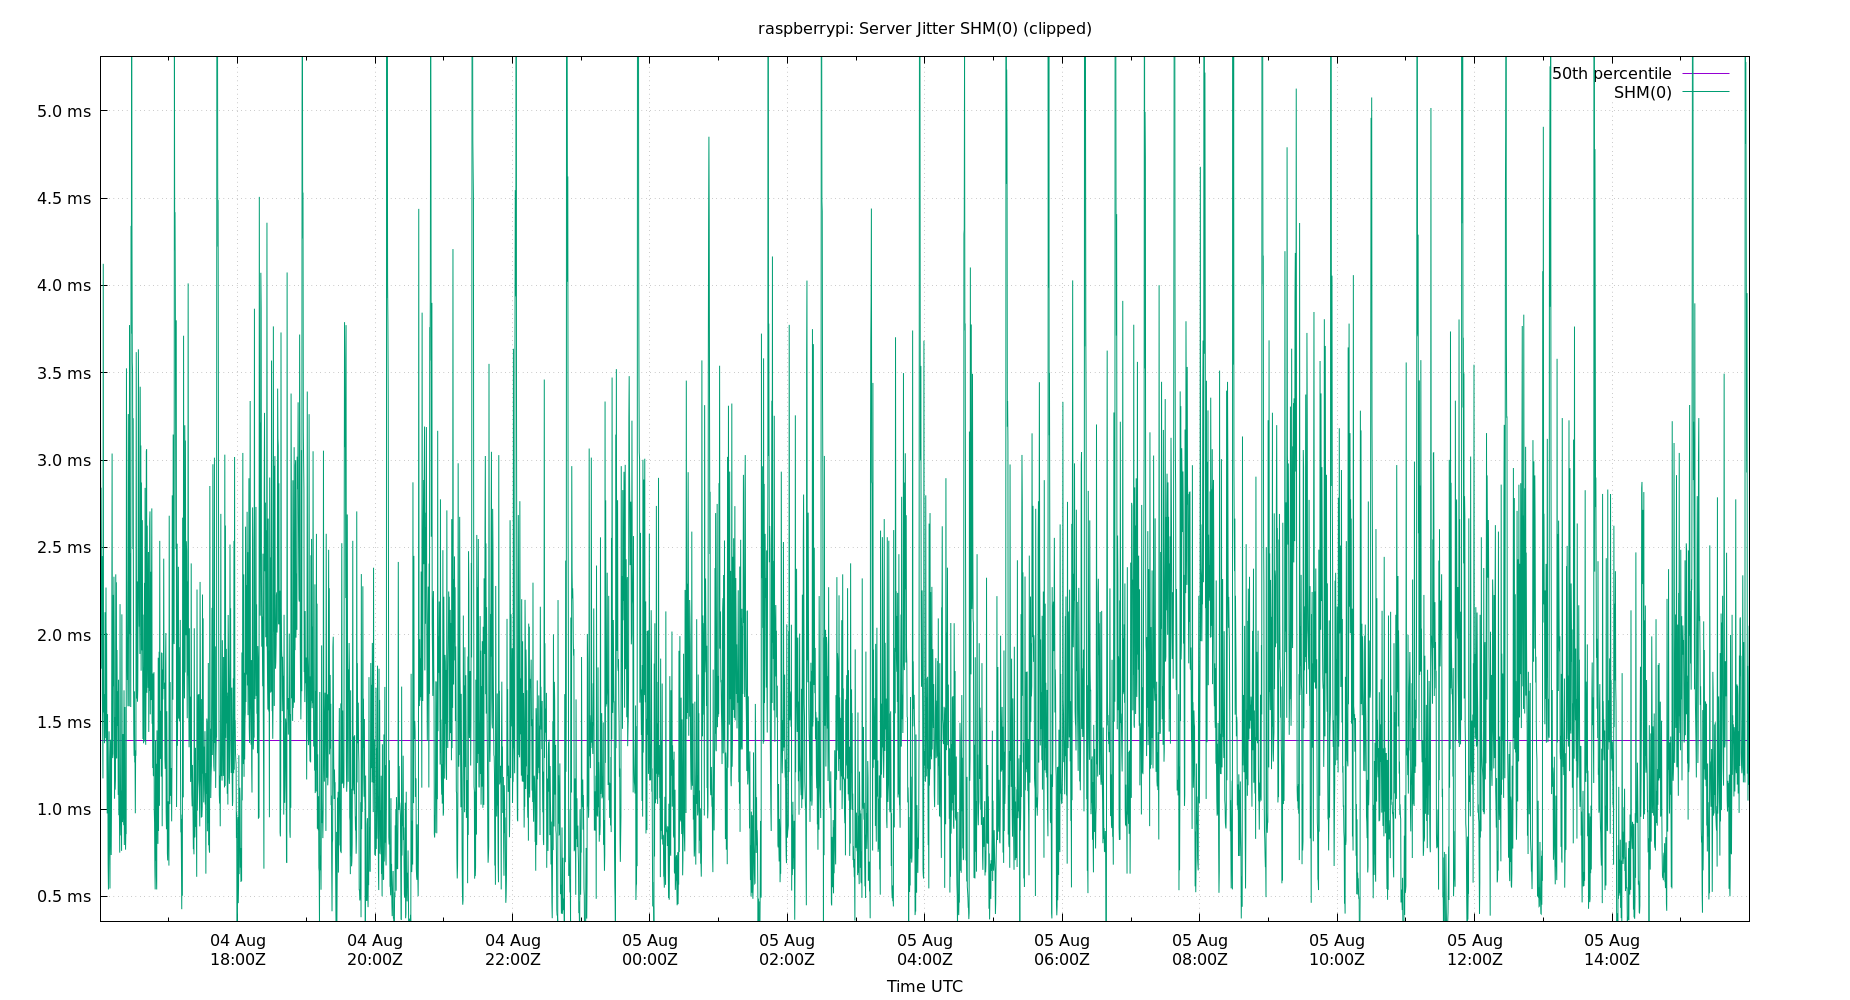 raspberrypi: Server Jitter SHM(0) (clipped)
50th percentile
SHM(0)
5.0 ms
4.5 ms
4.0 ms
3.5 ms
3.0 ms
2.5 ms
2.0 ms
1.5 ms
1.0 ms
0.5 ms
04 Aug 04 Aug 04 Aug 05 Aug 05 Aug 05 Aug 05 Aug 05 Aug 05 Aug 05 Aug 05 Aug
18:00Z 20:00Z 22:00Z 00:00Z 02:00Z 04:00Z 06:00Z 08:00Z 10:00Z 12:00Z 14:00Z
Time UTC